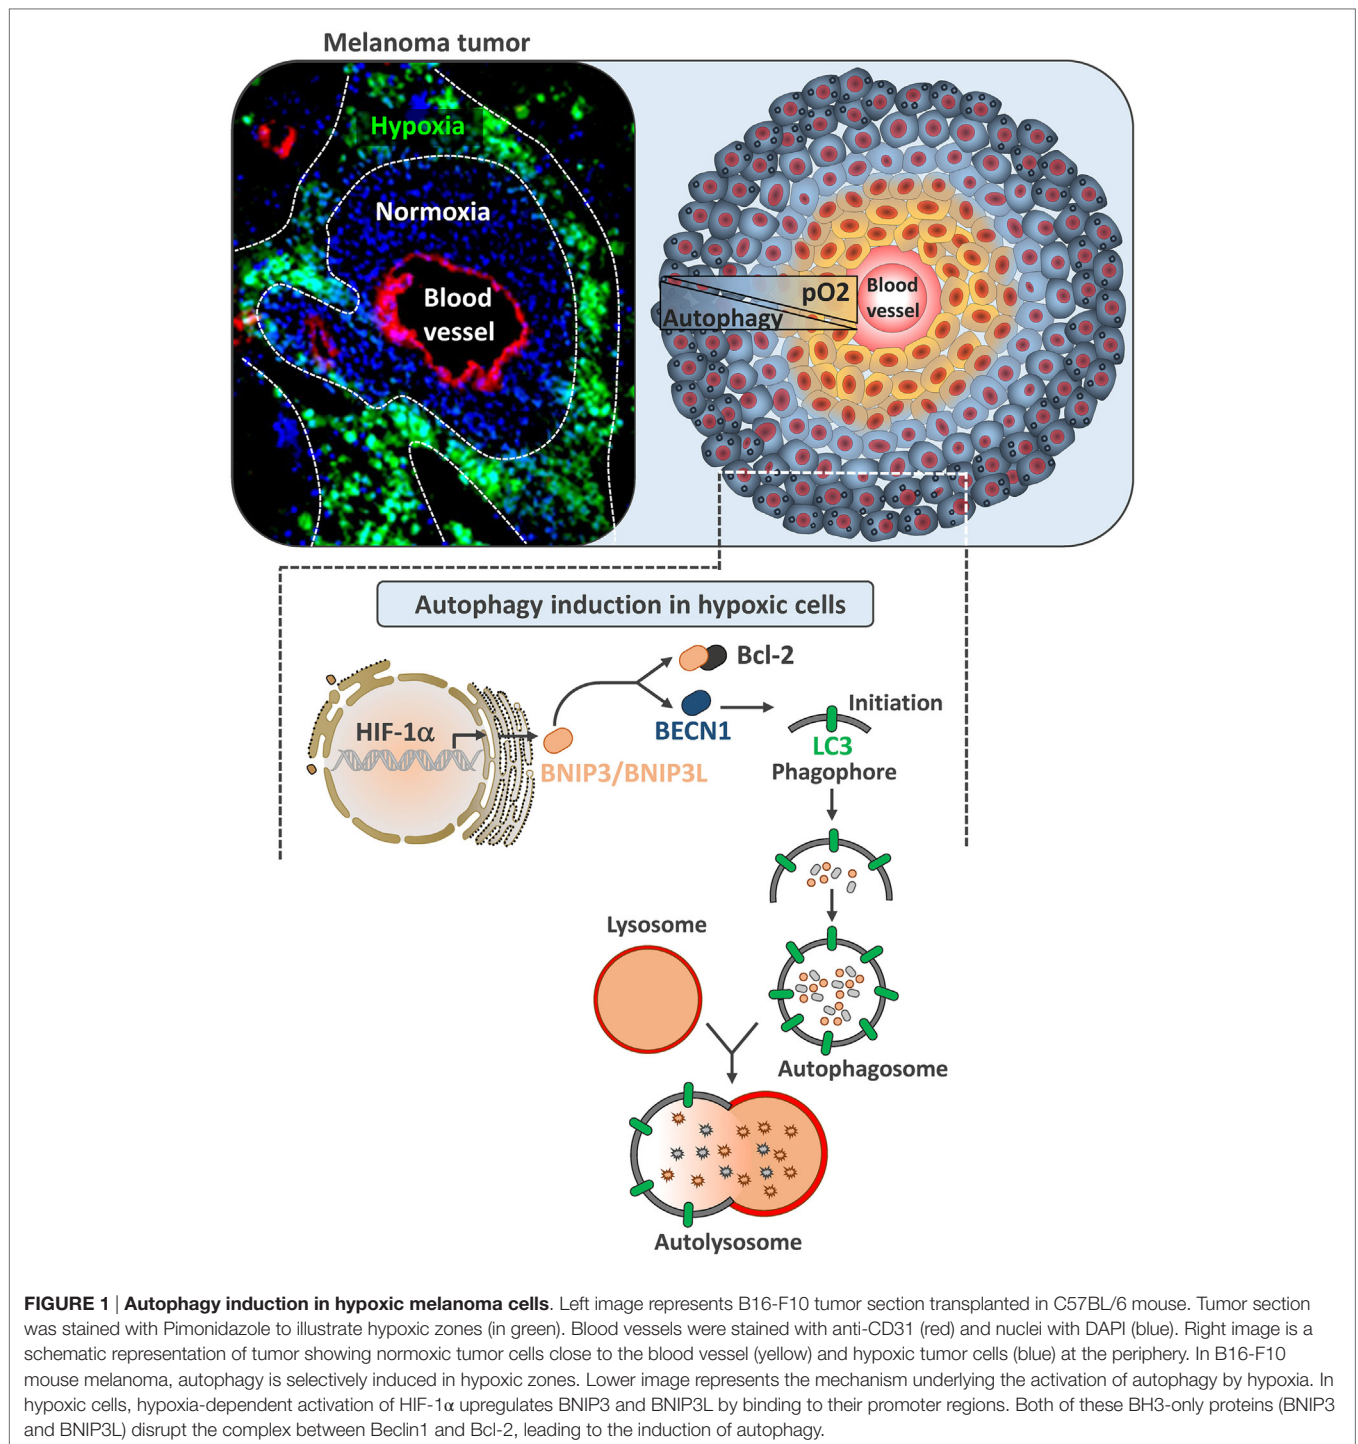 Melanoma tumor
Hypoxia
Normoxia
Blood
vessel
pO2
Autophagy
Blood
vessel
Autophagy induction in hypoxic cells
HIF-1α
BNIP3/BNIP3L
Bcl-2
BECN1
Initiation
LC3
Phagophore
Lysosome
Autophagosome
Autolysosome
FIGURE 1 | Autophagy induction in hypoxic melanoma cells. Left image represents B16-F10 tumor section transplanted in C57BL/6 mouse. Tumor section
was stained with Pimonidazole to illustrate hypoxic zones (in green). Blood vessels were stained with anti-CD31 (red) and nuclei with DAPI (blue). Right image is a
schematic representation of tumor showing normoxic tumor cells close to the blood vessel (yellow) and hypoxic tumor cells (blue) at the periphery. In B16-F10
mouse melanoma, autophagy is selectively induced in hypoxic zones. Lower image represents the mechanism underlying the activation of autophagy by hypoxia. In
hypoxic cells, hypoxia-dependent activation of HIF-1α upregulates BNIP3 and BNIP3L by binding to their promoter regions. Both of these BH3-only proteins (BNIP3
and BNIP3L) disrupt the complex between Beclin1 and Bcl-2, leading to the induction of autophagy.